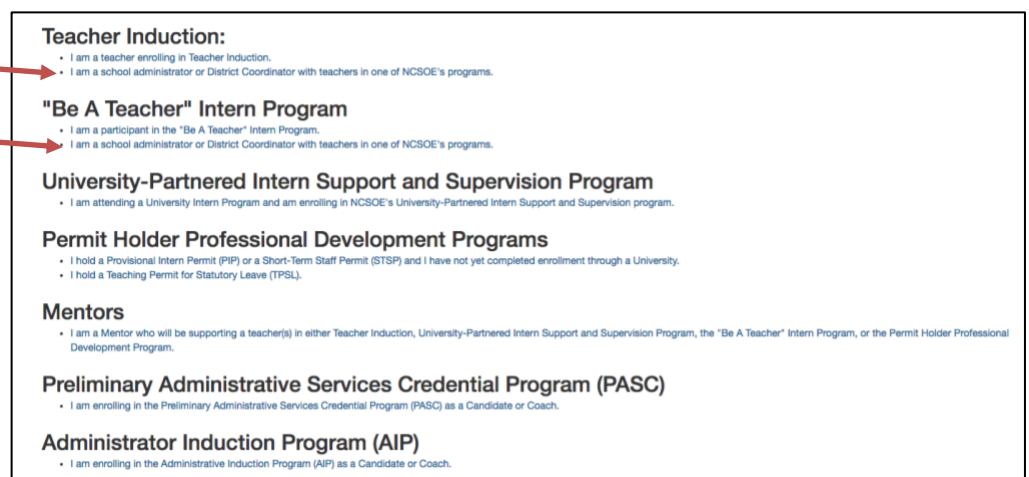 Teacher Induction:
• I am a teacher enrolling in Teacher Induction.
• I am a school administrator or District Coordinator with teachers in one of NCSOE's programs.
"Be A Teacher" Intern Program
• I am a participant in the "Be A Teacher" Intern Program.
• I am a school administrator or District Coordinator with teachers in one of NCSOE's programs.
University-Partnered Intern Support and Supervision Program
• I am attending a University Intern Program and am enrolling in NCSOE's University-Partnered Intern Support and Supervision program.
Permit Holder Professional Development Programs
• I hold a Provisional Intern Permit (PIP) or a Short-Term Staff Permit (STSP) and I have not yet completed enrollment through a University.
• I hold a Teaching Permit for Statutory Leave (TPSL).
Mentors
• I am a Mentor who will be supporting a teacher(s) in either Teacher Induction, University-Partnered Intern Support and Supervision Program, the "Be A Teacher" Intern Program, or the Permit Holder Professional
Development Program.
Preliminary Administrative Services Credential Program (PASC)
• I am enrolling in the Preliminary Administrative Services Credential Program (PASC) as a Candidate or Coach.
Administrator Induction Program (AIP)
• I am enrolling in the Administrative Induction Program (AIP) as a Candidate or Coach.